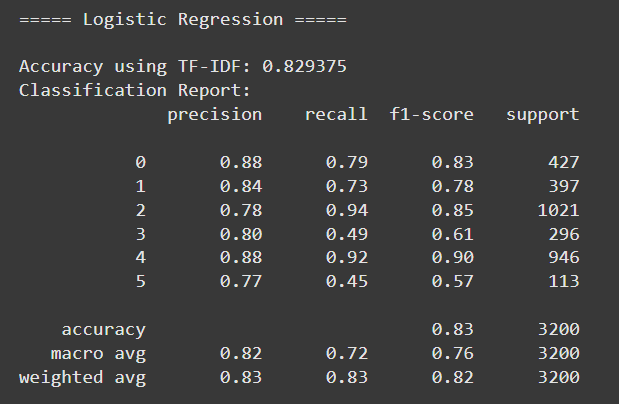 ===== Logistic Regression =====
Accuracy using TF-IDF: 0.829375
Classification Report:
precision recall f1-score support
0 0.88 0.79 0.83 427
1 0.84 0.73 0.78 397
2 0.78 0.94 0.85 1021
3 0.80 0.49 0.61 296
4 0.88 0.92 0.90 946
5 0.77 0.45 0.57 113
accuracy 0.83 3200
macro avg 0.82 0.72 0.76 3200
weighted avg 0.83 0.83 0.82 3200